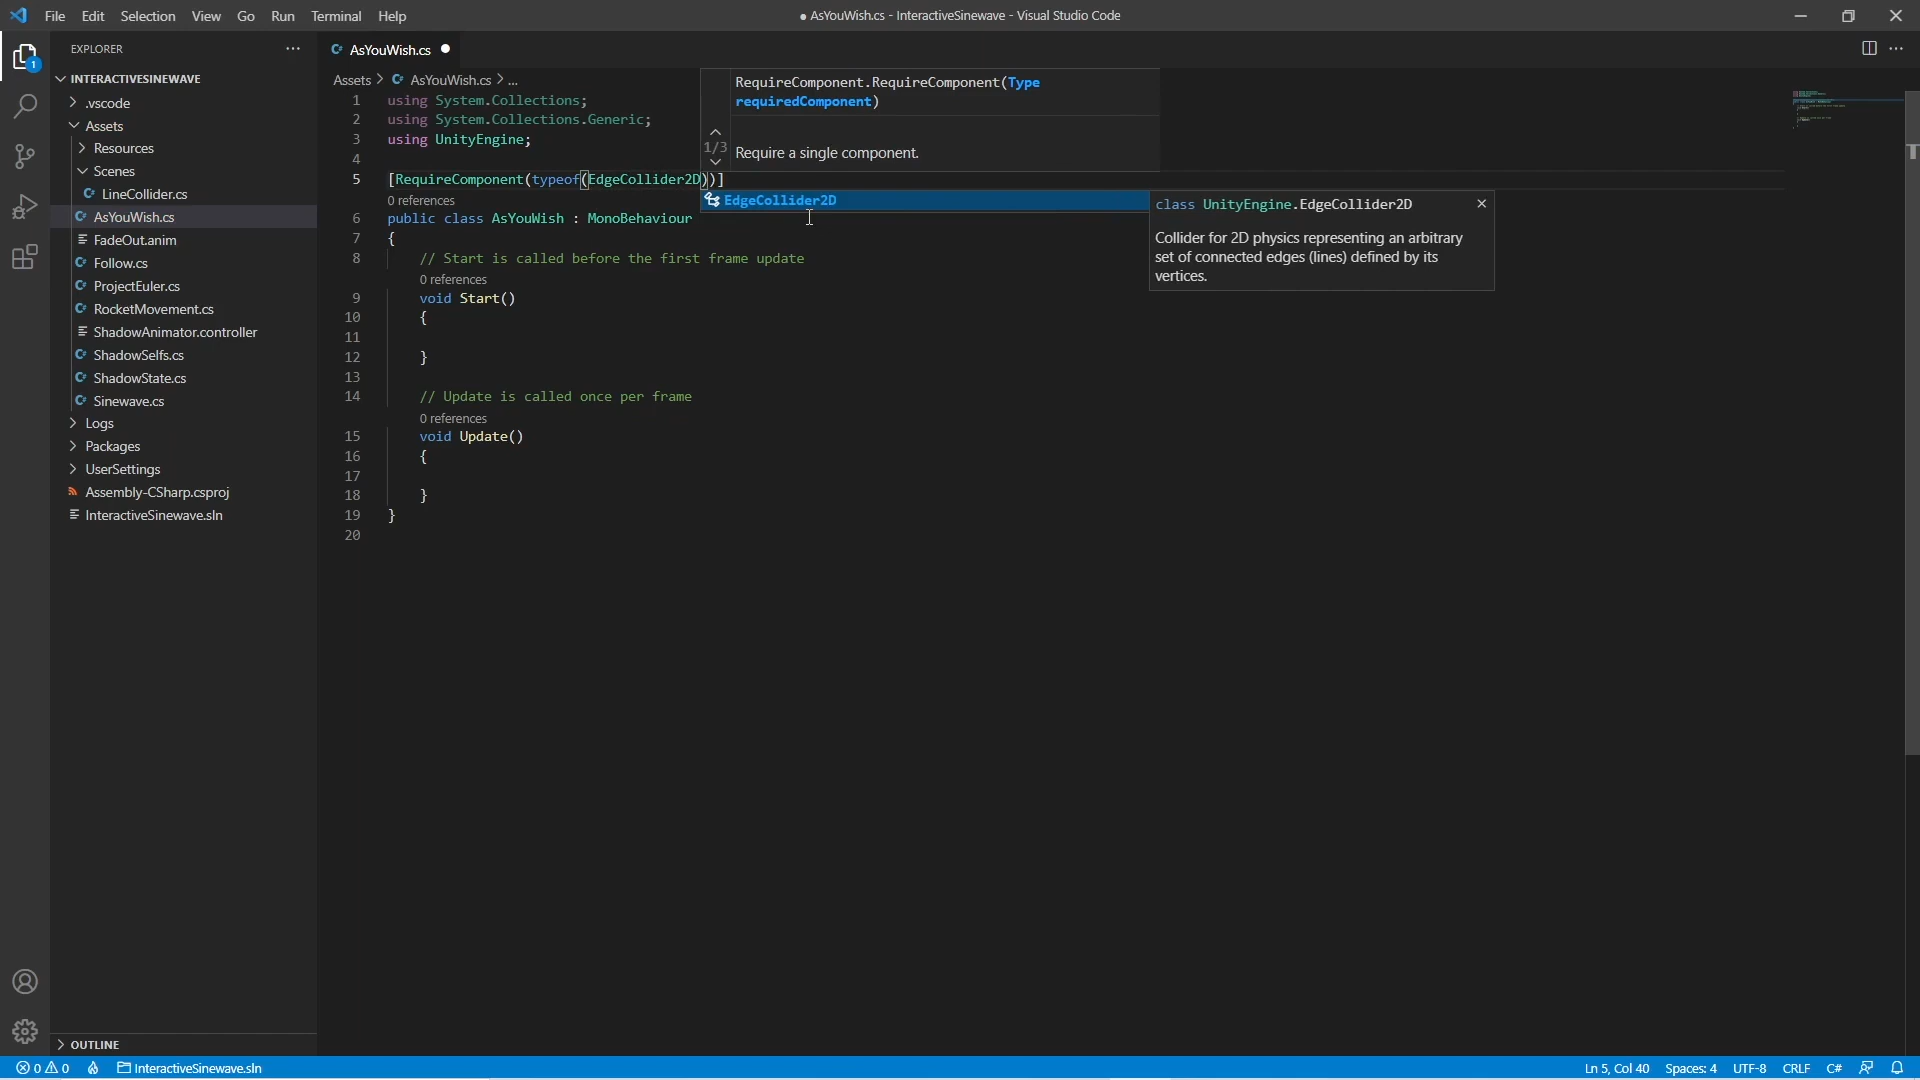 File Edit Selection View Go Run Terminal Help
● AsYouWish.cs - InteractiveSinewave - Visual Studio Code
EXPLORER
1
INTERACTIVESINEWAVE
.vscode
Assets
Resources
Scenes
LineCollider.cs
AsYouWish.cs
FadeOut.anim
Follow.cs
ProjectEuler.cs
RocketMovement.cs
ShadowAnimator.controller
ShadowSelfs.cs
ShadowState.cs
Sinewave.cs
Logs
Packages
UserSettings
Assembly-CSharp.csproj
InteractiveSinewave.sln
OUTLINE
AsYouWish.cs
Assets > AsYouWish.cs > ...
1 using System.Collections;
2 using System.Collections.Generic;
3 using UnityEngine;
4
5 [RequireComponent(typeof(EdgeCollider2D))]
0 references
6 public class AsYouWish : MonoBehaviour
7 {
8 // Start is called before the first frame update
0 references
9 void Start()
10 {
11
12 }
13
14 // Update is called once per frame
0 references
15 void Update()
16 {
17
18 }
19 }
20
RequireComponent.RequireComponent(Type
requiredComponent)
1/3
Require a single component.
EdgeCollider2D
class UnityEngine.EdgeCollider2D
Collider for 2D physics representing an arbitrary
set of connected edges (lines) defined by its
vertices.
0 0 InteractiveSinewave.sln
Ln 5, Col 40 Spaces: 4 UTF-8 CRLF C#